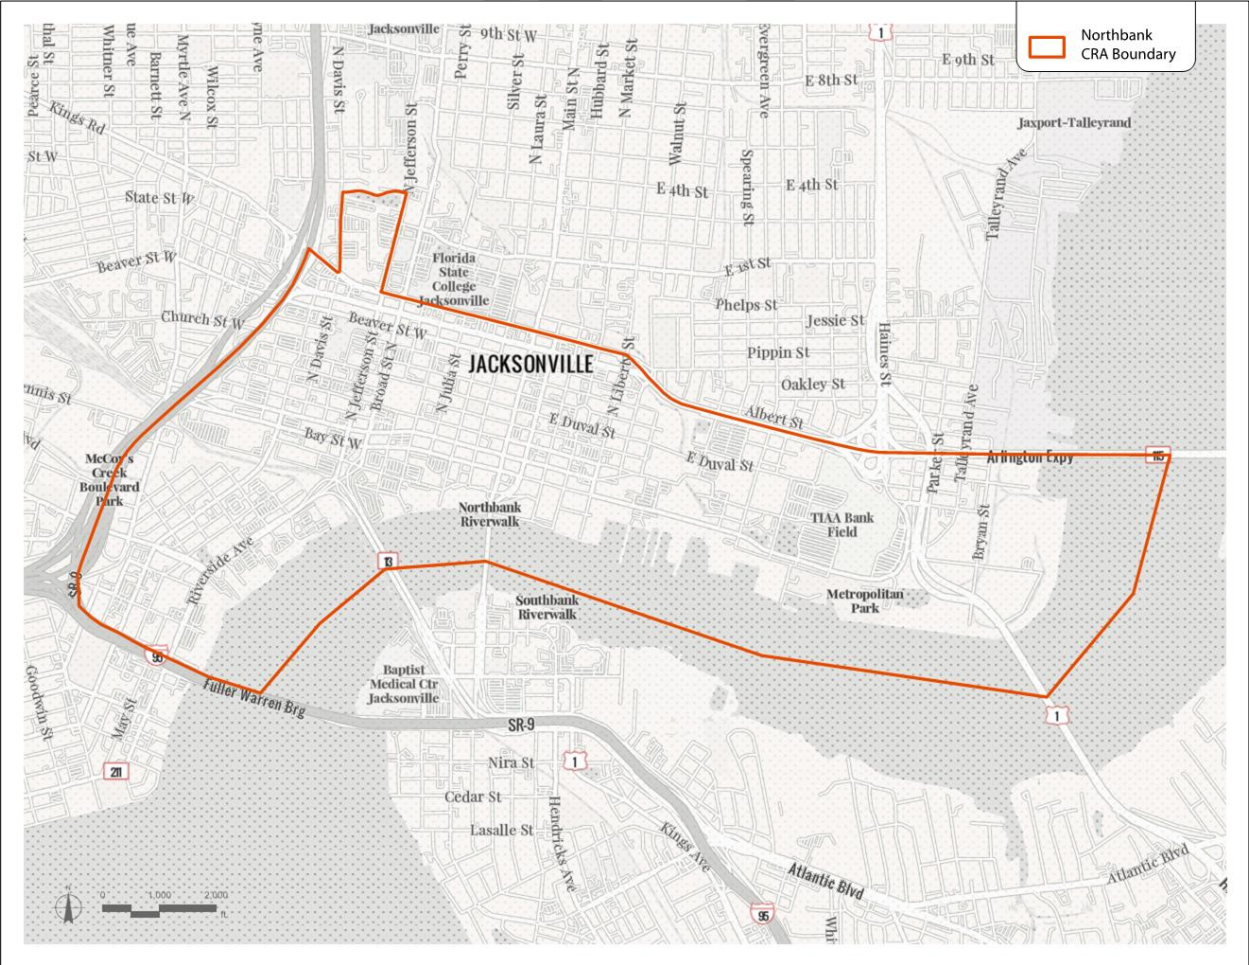 Northbank
CRA Boundary
Jacksonville
9th St W
1
E 9th St
E 8th St
Pearce St
Whitner St
Barnett St
Myrtle Ave N
Wilcox St
N Davis St
Perry St
Silver St
N Laura St
Main St N
Hubbard St
N Market St
Walnut St
Evergreen Ave
Kings Rd
St W
N Jefferson St
Jaxport-Talleyrand
State St W
E 4th St
Spearing St
E 4th St
Talleyrand Ave
Beaver St W
Florida
State
College
Jacksonville
E 1st St
Phelps St
Church St W
Beaver St W
Jessie St
N Davis St
N Jefferson St
Broad St N
N Julia St
JACKSONVILLE
N Liberty St
Pippin St
Haines St
Oakley St
Albert St
E Duval St
Bay St W
E Duval St
Parker St
Talleyrand Ave
Arlington Expy
115
McCoy's
Creek
Boulevard
Park
Northbank
Riverwalk
TIAA Bank
Field
Bryan St
Riverside Ave
13
SR-9
Southbank
Riverwalk
Metropolitan
Park
95
Fuller Warren Brg
Baptist
Medical Ctr
Jacksonville
Goodwin St
May St
SR-9
1
211
Nira St
1
Cedar St
Hendricks Ave
Lasalle St
Kings Ave
Atlantic Blvd
Atlantic Blvd
95
0 1,000 2,000
ft.